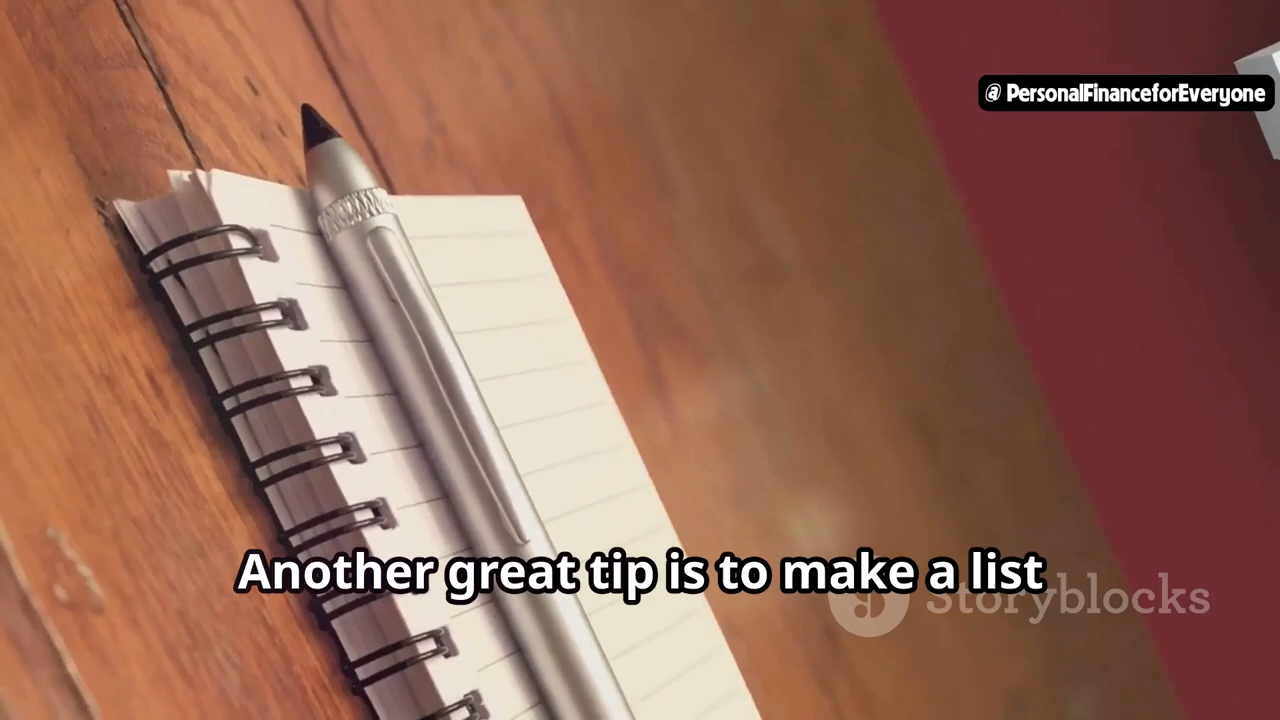 @ PersonalFinanceforEveryone
Another great tip is to make a list
Storyblocks